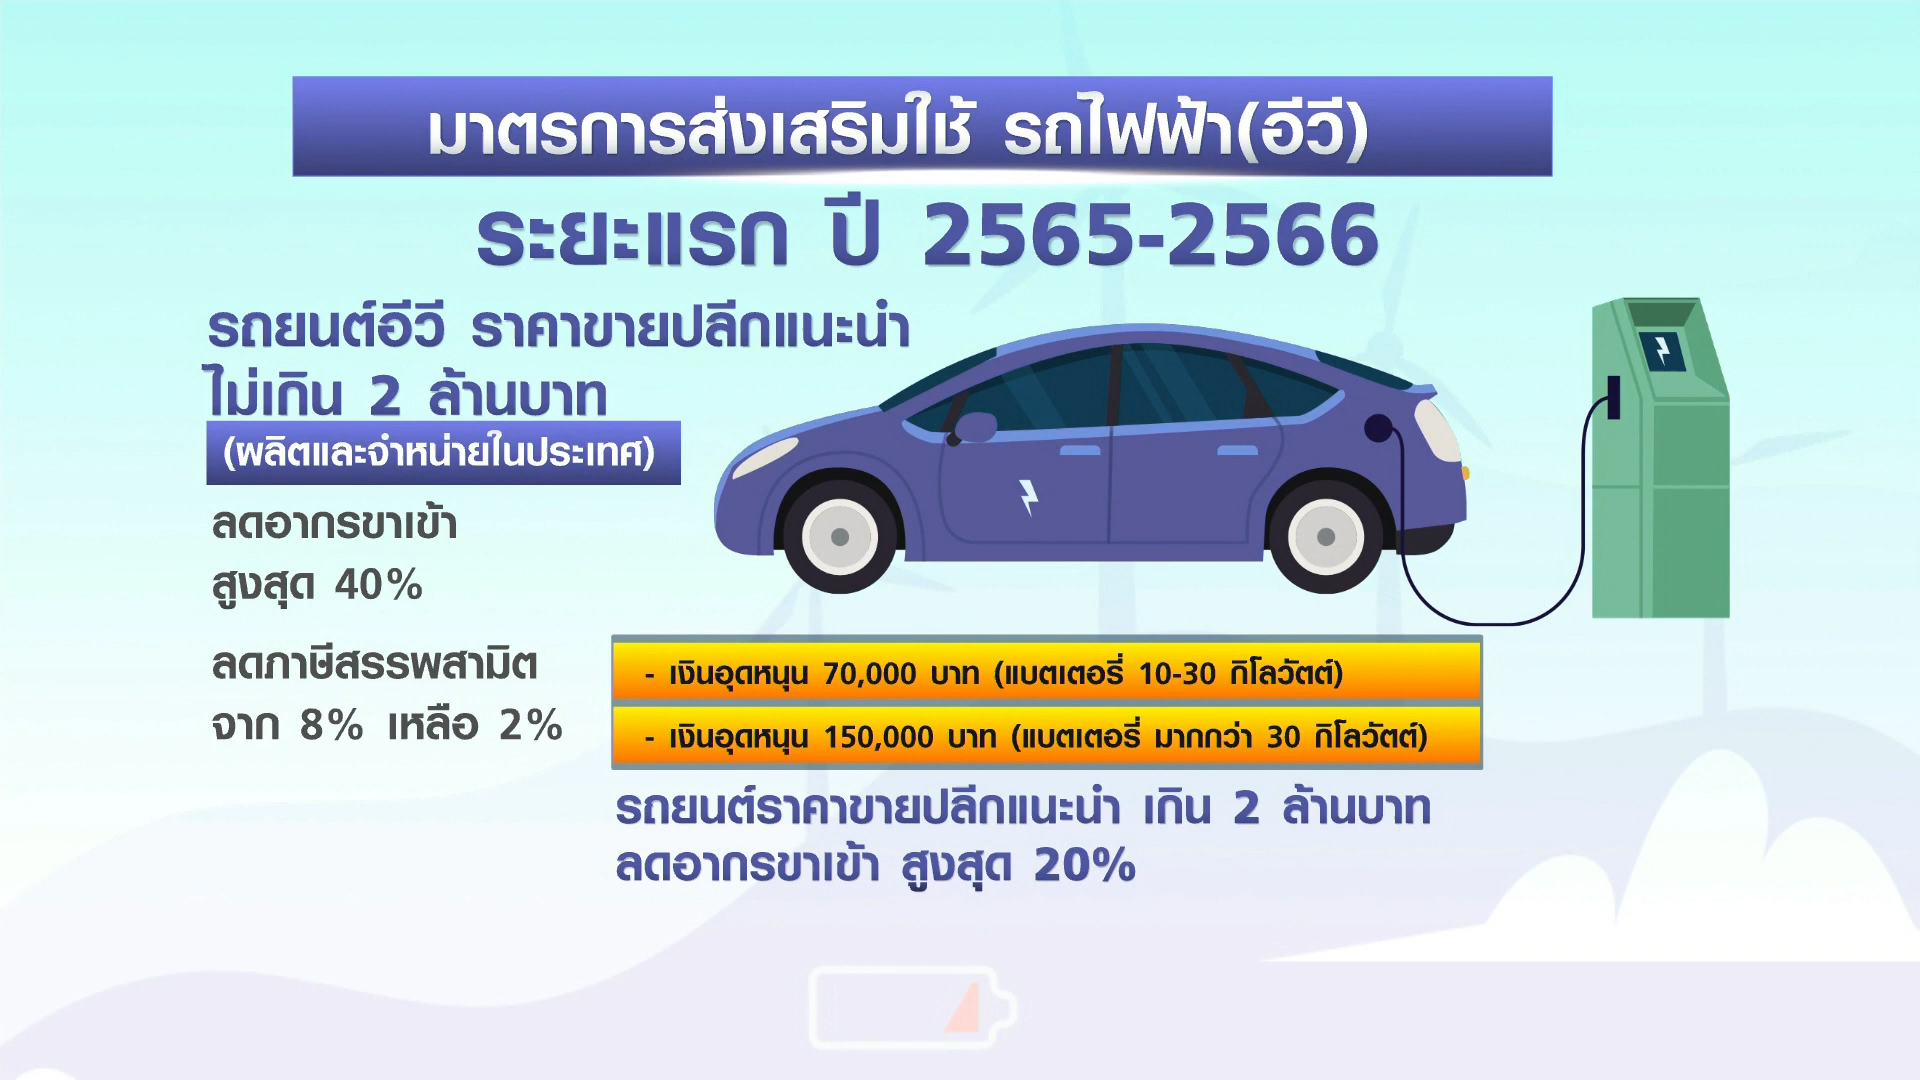 มาตรการส่งเสริมใช้ รถไฟฟ้า(อีวี)
ระยะแรก ปี 2565-2566
รถยนต์อีวี ราคาขายปลีกแนะนำ
ไม่เกิน 2 ล้านบาท
(ผลิตและจำหน่ายในประเทศ)
ลดอากรขาเข้า
สูงสุด 40%
ลดภาษีสรรพสามิต
จาก 8% เหลือ 2%
- เงินอุดหนุน 70,000 บาท (แบตเตอรี่ 10-30 กิโลวัตต์)
- เงินอุดหนุน 150,000 บาท (แบตเตอรี่ มากกว่า 30 กิโลวัตต์)
รถยนต์ราคาขายปลีกแนะนำ เกิน 2 ล้านบาท
ลดอากรขาเข้า สูงสุด 20%